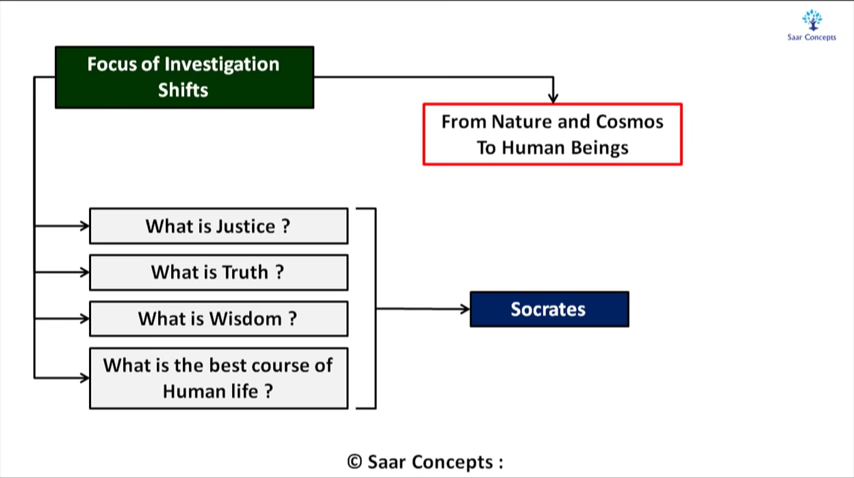 Saar Concepts
Focus of Investigation
Shifts
From Nature and Cosmos
To Human Beings
What is Justice ?
What is Truth ?
What is Wisdom ?
What is the best course of
Human life ?
Socrates
© Saar Concepts :